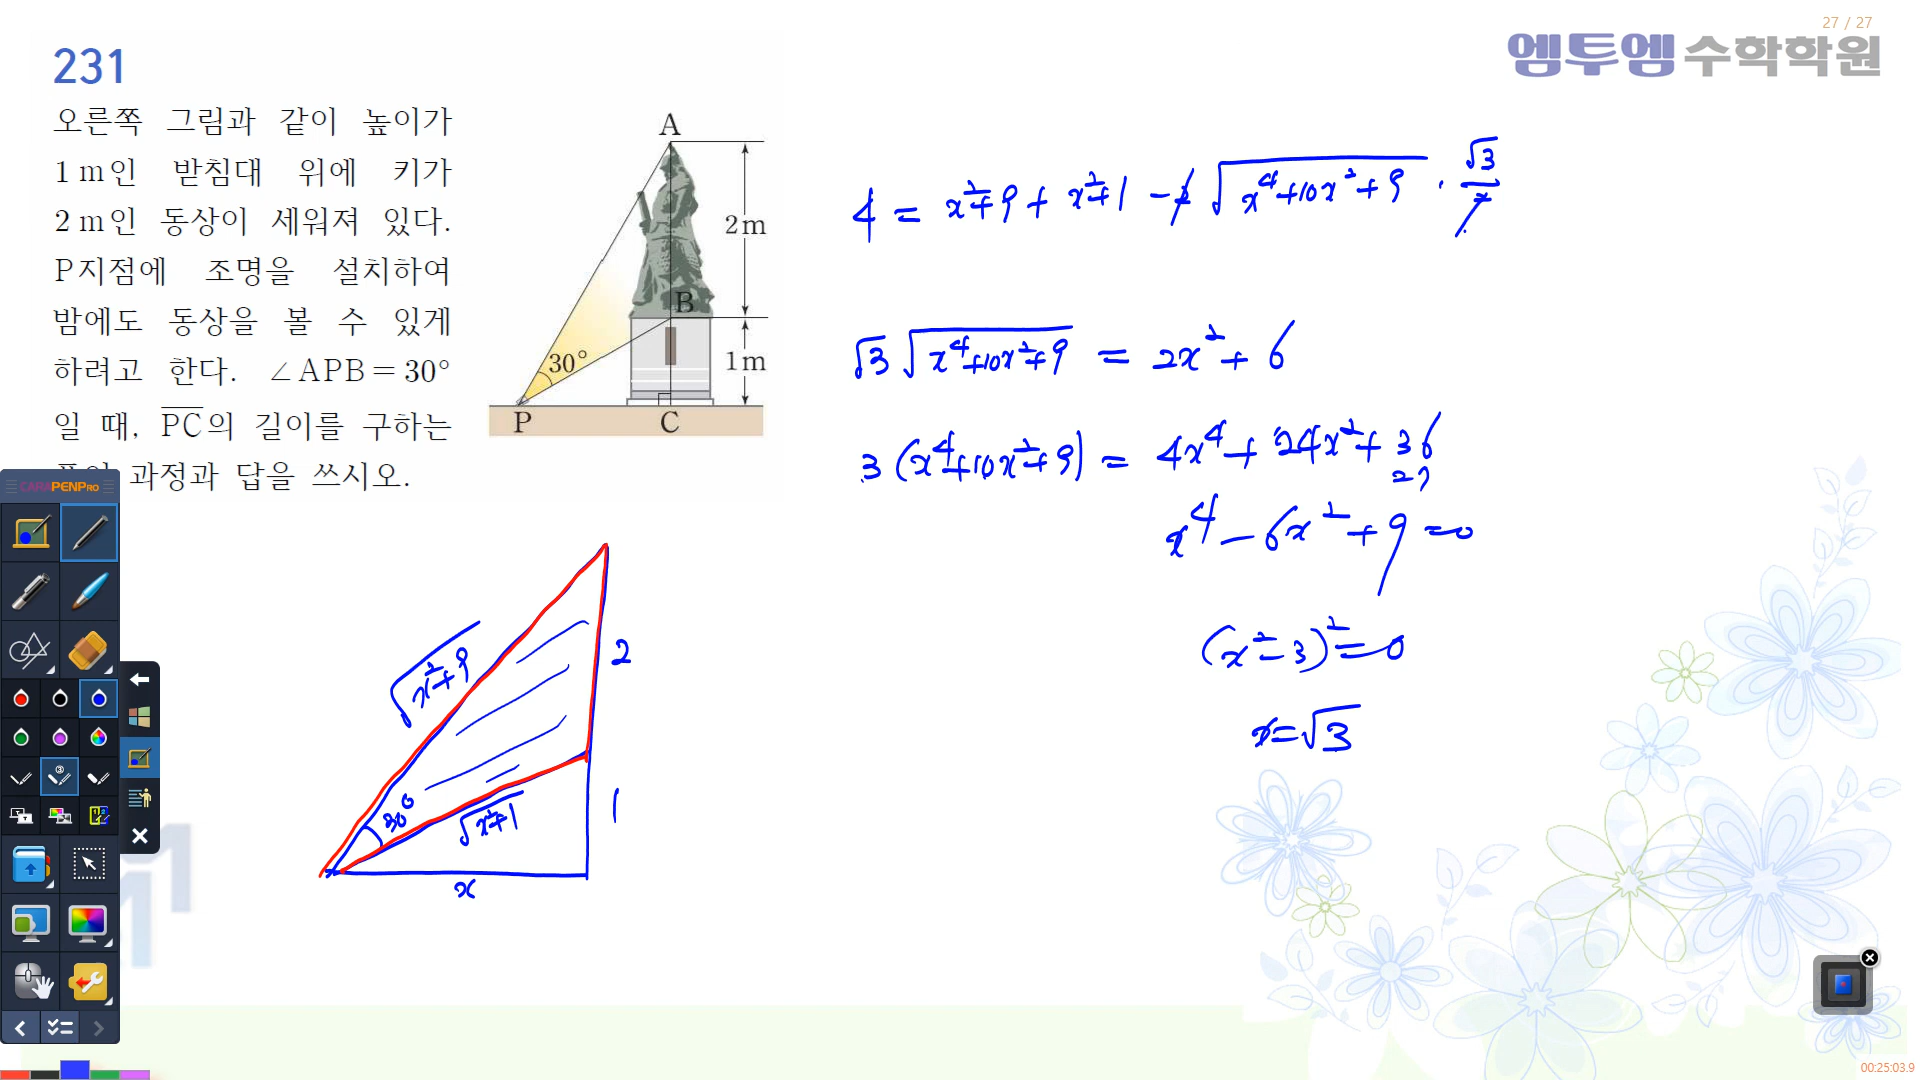 27 / 27
엠투엠 수학학원
231
오른쪽 그림과 같이 높이가
1 m인 받침대 위에 키가
2 m인 동상이 세워져 있다.
P지점에 조명을 설치하여
밤에도 동상을 볼 수 있게
하려고 한다. ∠APB=30°
일 때, PC의 길이를 구하는
과정과 답을 쓰시오.
A
2m
B
30°
1m
P
C
4 = x²+9 + x²+1 - 2 √(x⁴+10x²+9) · √3/2
√3 √(x⁴+10x²+9) = 2x²+6
3(x⁴+10x²+9) = 4x⁴+24x²+36
27
x⁴-6x²+9=0
(x²-3)²=0
x=√3
√(x²+9)
2
30°
√(x²+1)
1
x
CARAPENPRO
00:25:03.9